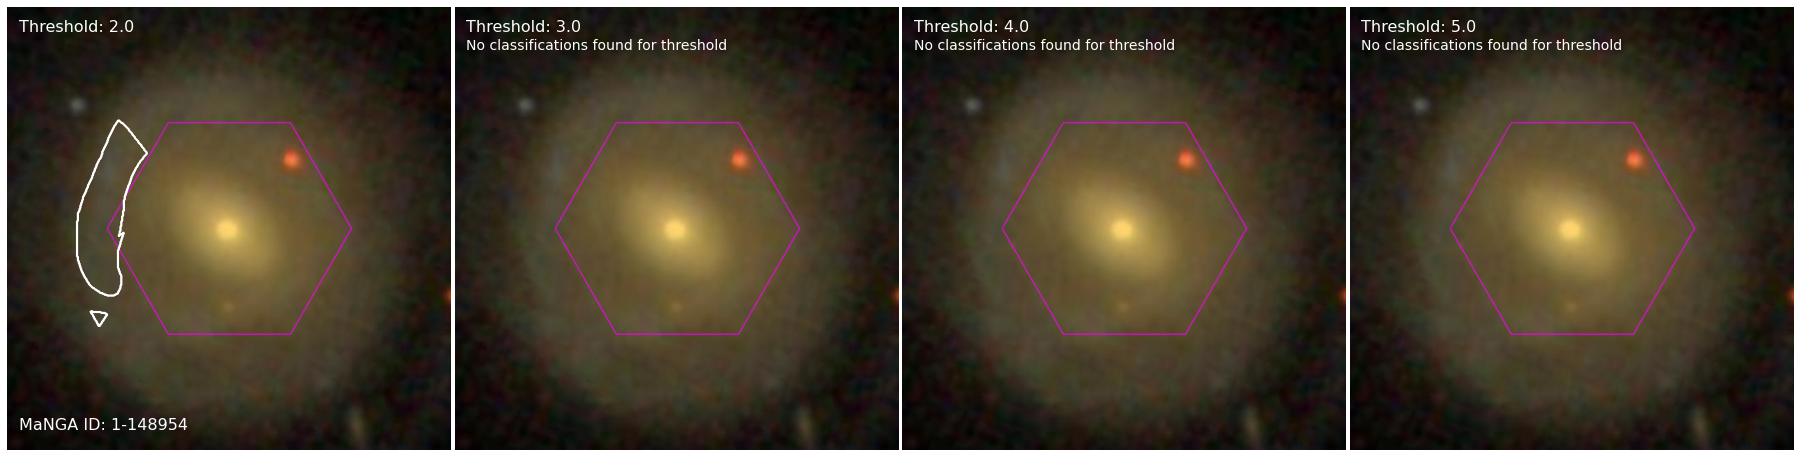 Threshold: 2.0
MaNGA ID: 1-148954
Threshold: 3.0
No classifications found for threshold
Threshold: 4.0
No classifications found for threshold
Threshold: 5.0
No classifications found for threshold